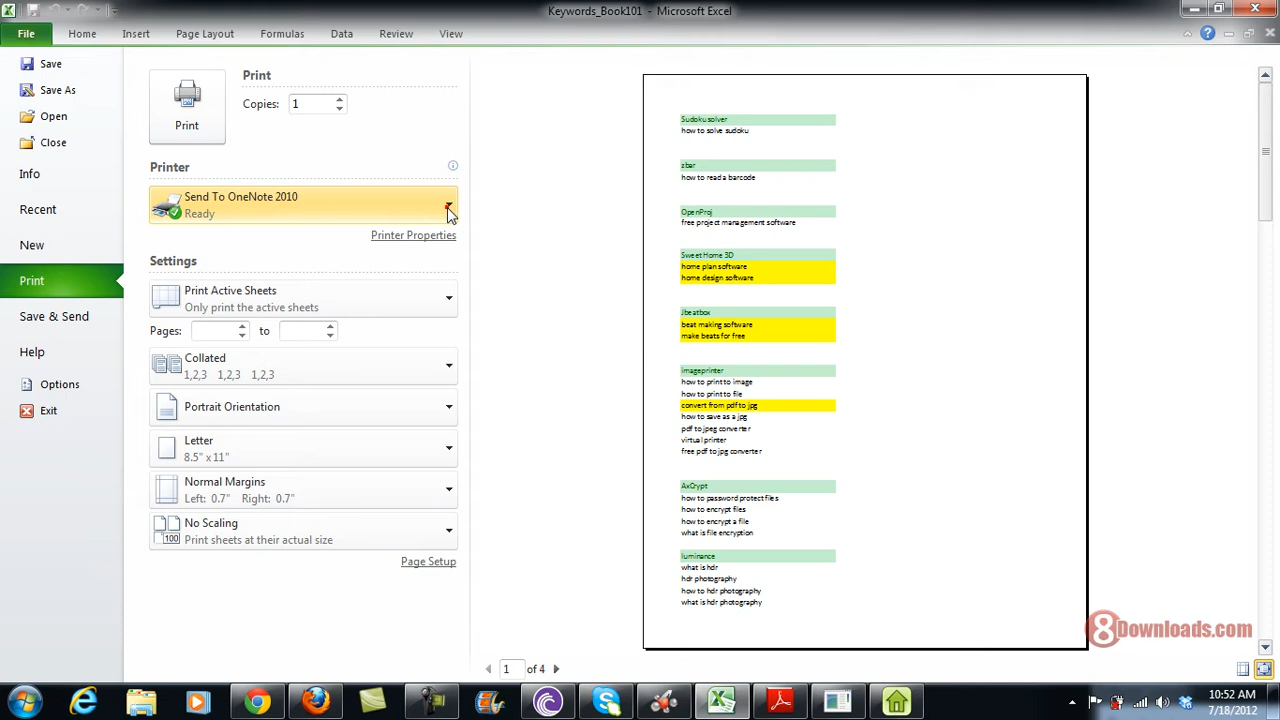 Keywords_Book101 - Microsoft Excel
File Home Insert Page Layout Formulas Data Review View
Save
Save As
Open
Close
Info
Recent
New
Print
Save & Send
Help
Options
Exit
Print
Print
Copies: 1
Printer
Send To OneNote 2010
Ready
Printer Properties
Settings
Print Active Sheets
Only print the active sheets
Pages: to
Collated
1,2,3 1,2,3 1,2,3
Portrait Orientation
Letter
8.5" x 11"
Normal Margins
Left: 0.7" Right: 0.7"
No Scaling
100 Print sheets at their actual size
Page Setup
Sudoku solver
how to solve sudoku
zbar
how to read a barcode
OpenProj
free project management software
Sweet Home 3D
home plan software
home design software
Jbeatbox
beat making software
make beats for free
imageprinter
how to print to image
how to print to file
convert from pdf to jpg
how to save as a jpg
pdf to jpeg converter
virtual printer
free pdf to jpg converter
AxCrypt
how to password protect files
how to encrypt files
how to encrypt a file
what is file encryption
luminance
what is hdr
hdr photography
how to hdr photography
what is hdr photography
8Downloads.com
1 of 4
10:52 AM
7/18/2012